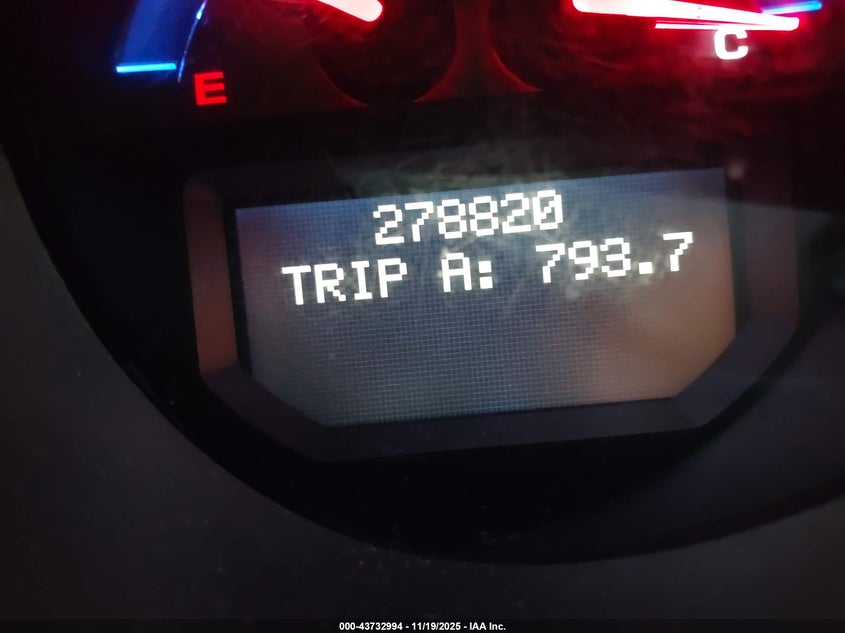 E
C
278820
TRIP A: 793.7
000-43732994 - 11/19/2025 - IAA Inc.